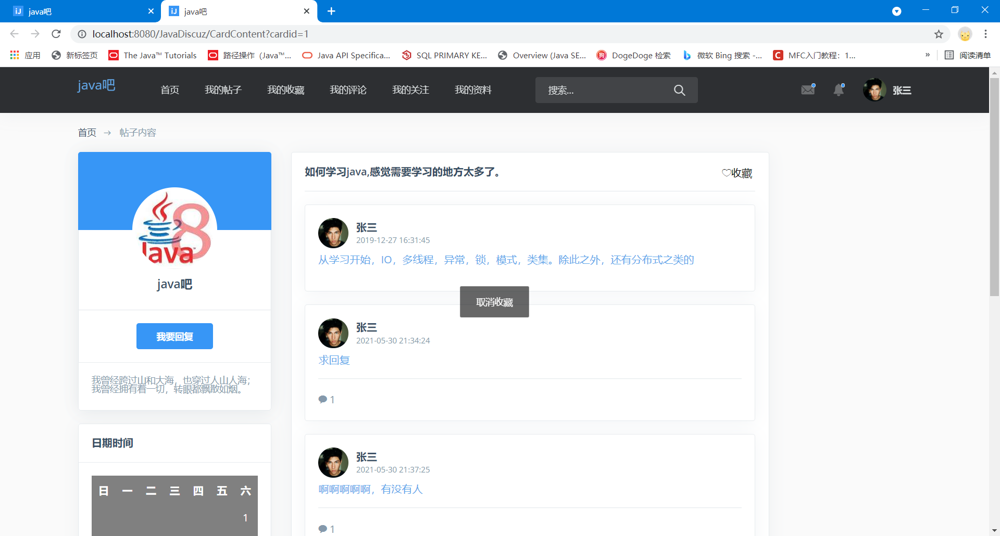 java吧
java吧
localhost:8080/JavaDiscuz/CardContent?cardid=1
应用 新标签页 The Java™ Tutorials 路径操作（Java™... Java API Specifica... SQL PRIMARY KE... Overview (Java SE... DogeDoge 检索 微软 Bing 搜索 -... MFC入门教程：1... » 阅读清单
java吧 首页 我的帖子 我的收藏 我的评论 我的关注 我的资料 搜索... 张三
首页 → 帖子内容
Java 8
java吧
我要回复
我曾经跨过山和大海，也穿过人山人海；
我曾经拥有着一切，转眼都飘散如烟。
日期时间
日 一 二 三 四 五 六
1
如何学习java,感觉需要学习的地方太多了。 ♡收藏
张三
2019-12-27 16:31:45
从学习开始，IO，多线程，异常，锁，模式，类集。除此之外，还有分布式之类的
取消收藏
张三
2021-05-30 21:34:24
求回复
1
张三
2021-05-30 21:37:25
啊啊啊啊啊，有没有人
1